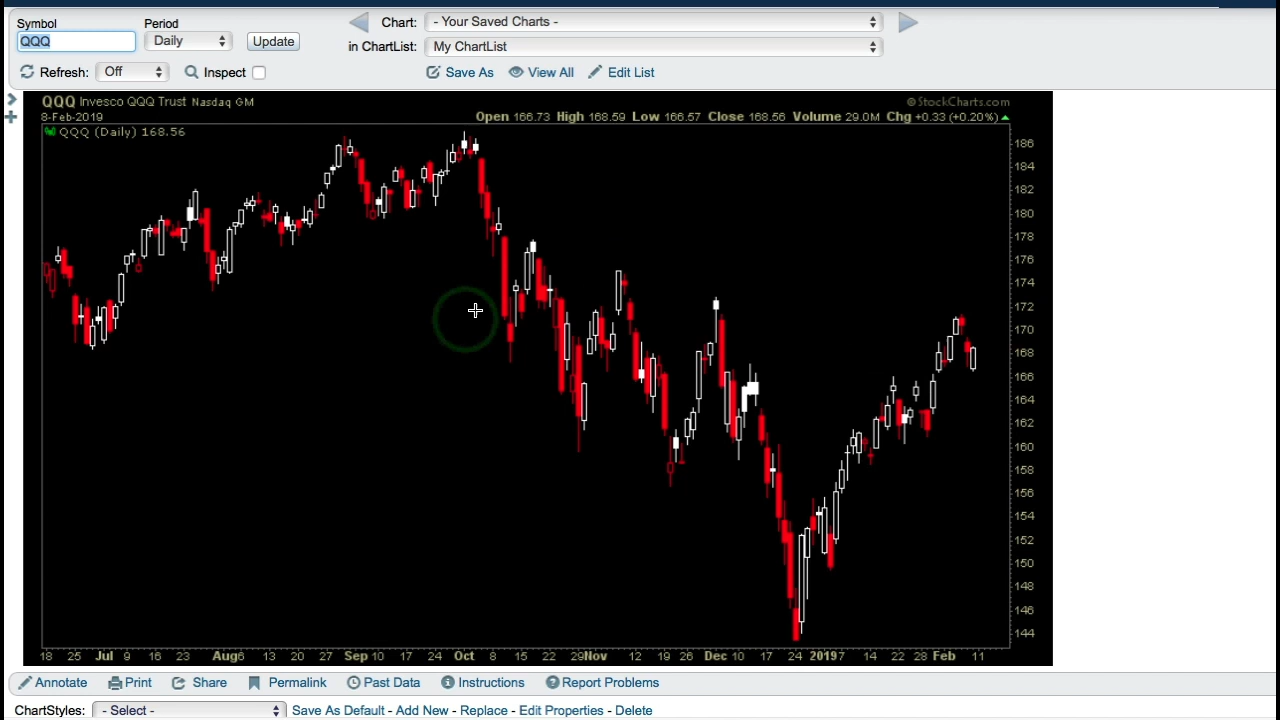 Symbol Period Chart: - Your Saved Charts -
QQQ Daily Update in ChartList: My ChartList
Refresh: Off Inspect Save As View All Edit List
QQQ Invesco QQQ Trust Nasdaq GM ©StockCharts.com
8-Feb-2019 Open 166.73 High 168.59 Low 166.57 Close 168.56 Volume 29.0M Chg +0.33 (+0.20%)
QQQ (Daily) 168.56
186
184
182
180
178
176
174
172
170
168
166
164
162
160
158
156
154
152
150
148
146
144
18 25 Jul 9 16 23 Aug6 13 20 27 Sep 10 17 24 Oct 8 15 22 29Nov 12 19 26 Dec 10 17 24 20197 14 22 28 Feb 11
Annotate Print Share Permalink Past Data Instructions Report Problems
ChartStyles: - Select - Save As Default - Add New - Replace - Edit Properties - Delete